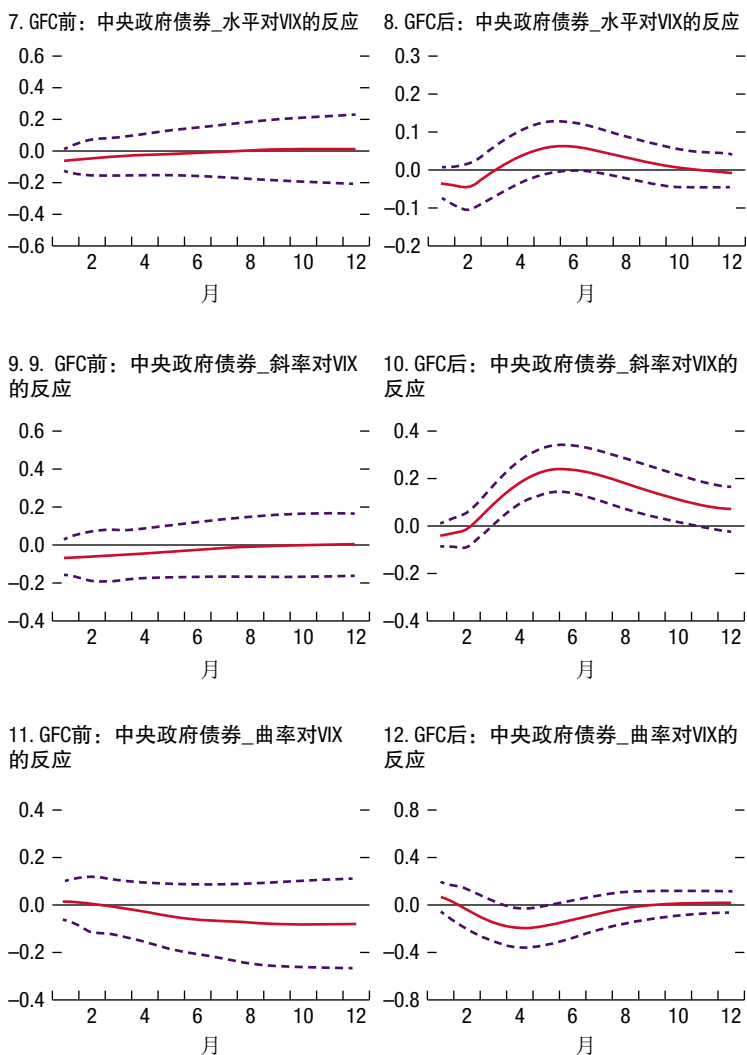 7. GFC前：中央政府债券_水平对VIX的反应
0.6
0.4
0.2
0.0
–0.2
–0.4
–0.6
2 4 6 8 10 12
月
8. GFC后：中央政府债券_水平对VIX的反应
0.3
0.2
0.1
0.0
–0.1
–0.2
2 4 6 8 10 12
月
9. 9. GFC前：中央政府债券_斜率对VIX
的反应
0.6
0.4
0.2
0.0
–0.2
–0.4
2 4 6 8 10 12
月
10. GFC后：中央政府债券_斜率对VIX的
反应
0.4
0.2
0.0
–0.2
–0.4
2 4 6 8 10 12
月
11. GFC前：中央政府债券_曲率对VIX
的反应
0.4
0.2
0.0
–0.2
–0.4
2 4 6 8 10 12
月
12. GFC后：中央政府债券_曲率对VIX的
反应
0.8
0.4
0.0
–0.4
–0.8
2 4 6 8 10 12
月